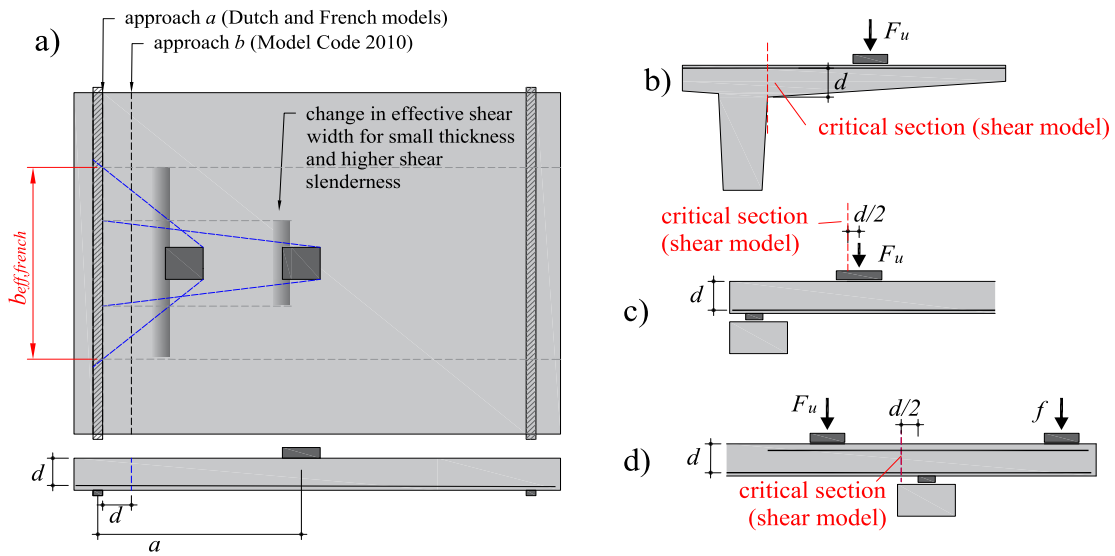 a)
approach a (Dutch and French models)
approach b (Model Code 2010)
change in effective shear
width for small thickness
and higher shear
slenderness
beff,french
d
d
a
b)
Fu
d
critical section (shear model)
critical section
(shear model)
d/2
Fu
d
c)
Fu
d/2
f
d
d)
critical section
(shear model)